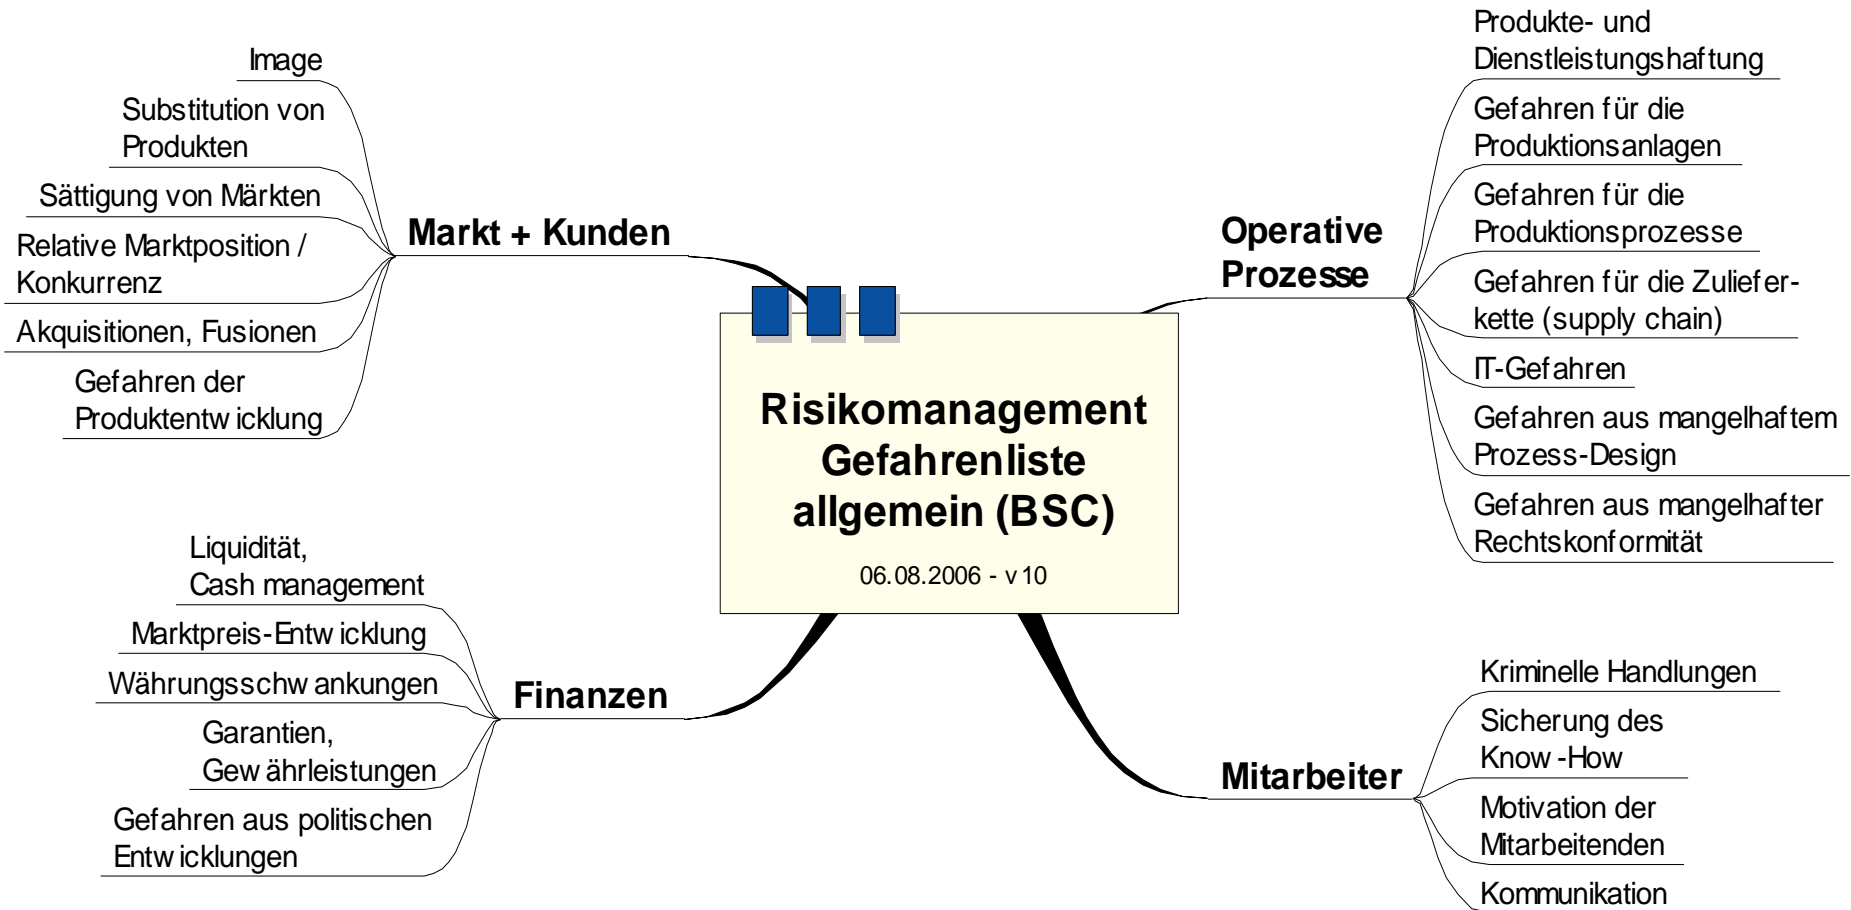 Image
Substitution von
Produkten
Sättigung von Märkten
Relative Marktposition /
Konkurrenz
Akquisitionen, Fusionen
Gefahren der
Produktentwicklung
Markt + Kunden
Liquidität,
Cash management
Marktpreis-Entwicklung
Währungsschwankungen
Garantien,
Gewährleistungen
Gefahren aus politischen
Entwicklungen
Finanzen
Risikomanagement
Gefahrenliste
allgemein (BSC)
06.08.2006 - v10
Operative
Prozesse
Produkte- und
Dienstleistungshaftung
Gefahren für die
Produktionsanlagen
Gefahren für die
Produktionsprozesse
Gefahren für die Zuliefer-
kette (supply chain)
IT-Gefahren
Gefahren aus mangelhaftem
Prozess-Design
Gefahren aus mangelhafter
Rechtskonformität
Mitarbeiter
Kriminelle Handlungen
Sicherung des
Know-How
Motivation der
Mitarbeitenden
Kommunikation